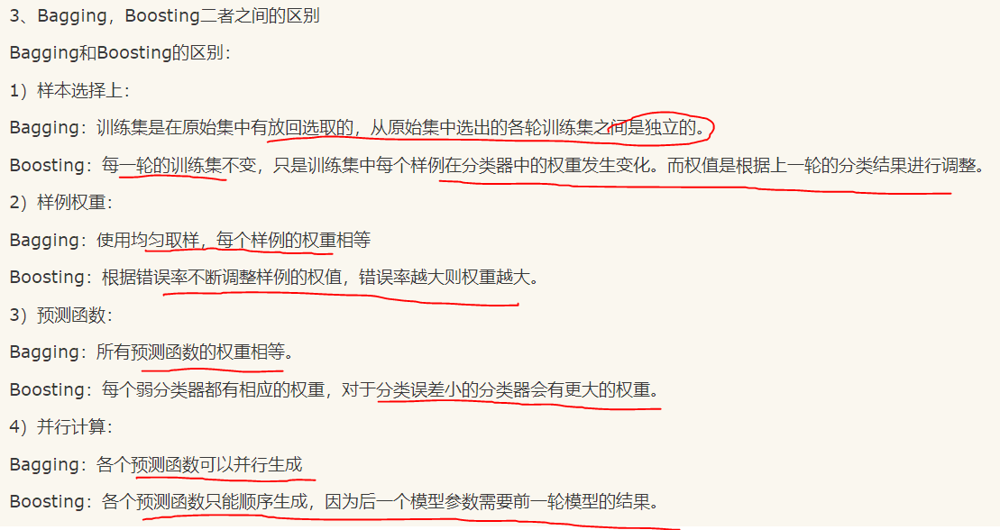 3、Bagging，Boosting二者之间的区别
Bagging和Boosting的区别：
1）样本选择上：
Bagging：训练集是在原始集中有放回选取的，从原始集中选出的各轮训练集之间是独立的。
Boosting：每一轮的训练集不变，只是训练集中每个样例在分类器中的权重发生变化。而权值是根据上一轮的分类结果进行调整。
2）样例权重：
Bagging：使用均匀取样，每个样例的权重相等
Boosting：根据错误率不断调整样例的权值，错误率越大则权重越大。
3）预测函数：
Bagging：所有预测函数的权重相等。
Boosting：每个弱分类器都有相应的权重，对于分类误差小的分类器会有更大的权重。
4）并行计算：
Bagging：各个预测函数可以并行生成
Boosting：各个预测函数只能顺序生成，因为后一个模型参数需要前一轮模型的结果。